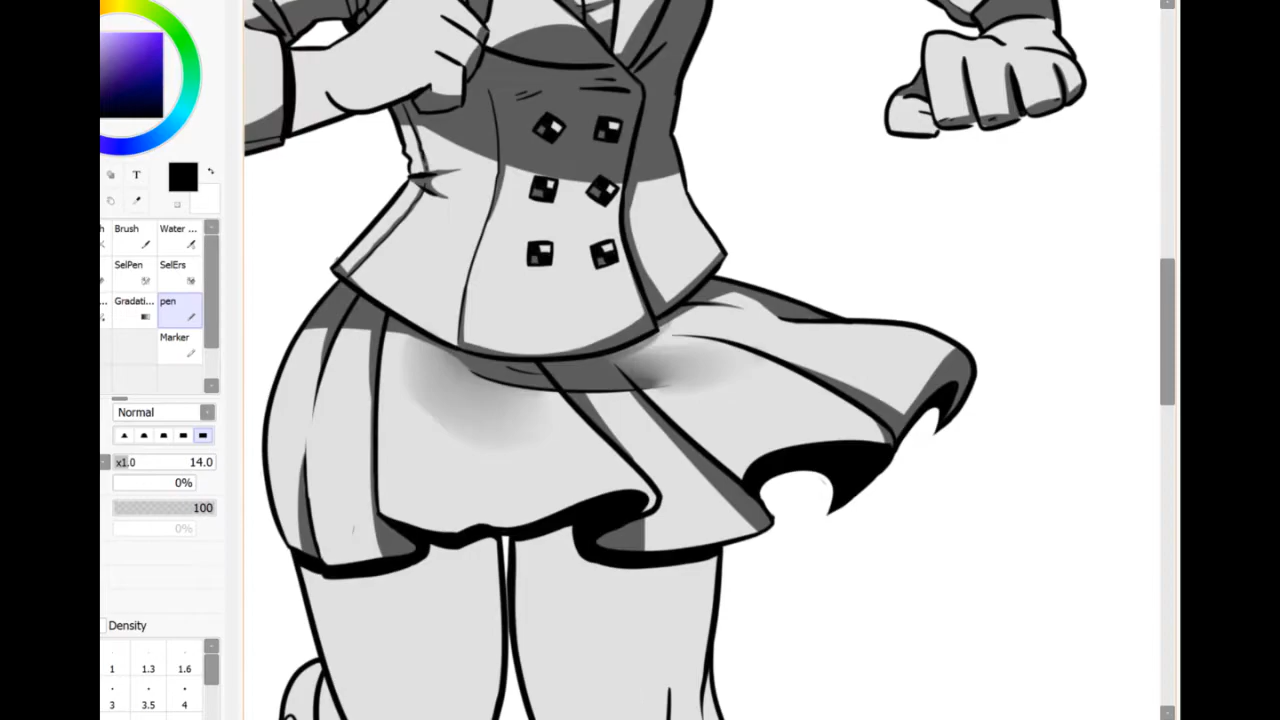 T
h Brush Water ...
SelPen SelErs
... Gradati... pen
Marker
Normal
x1.0 14.0
0%
100
0%
Density
1 1.3 1.6
3 3.5 4